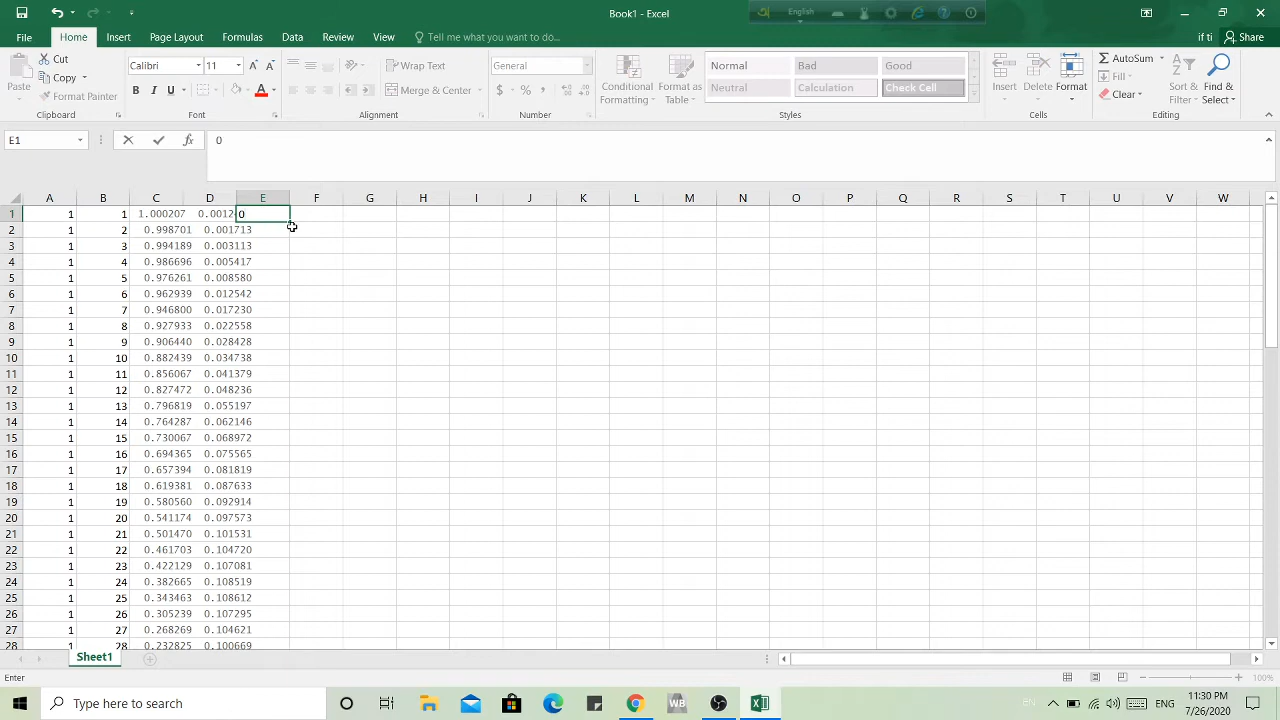 Book1 - Excel
English
File Home Insert Page Layout Formulas Data Review View Tell me what you want to do... if ti Share
Paste Cut Copy Format Painter Clipboard
Calibri 11 A A B I U A Font
Wrap Text Merge & Center Alignment
General $ % , Number
Conditional Formatting Format as Table Normal Bad Good Neutral Calculation Check Cell Styles
Insert Delete Format Cells
AutoSum Fill Clear Sort & Filter Find & Select Editing
E1 fx 0
A B C D E F G H I J K L M N O P Q R S T U V W
1 1 1 1.000207 0.0012 0
2 1 2 0.998701 0.001713
3 1 3 0.994189 0.003113
4 1 4 0.986696 0.005417
5 1 5 0.976261 0.008580
6 1 6 0.962939 0.012542
7 1 7 0.946800 0.017230
8 1 8 0.927933 0.022558
9 1 9 0.906440 0.028428
10 1 10 0.882439 0.034738
11 1 11 0.856067 0.041379
12 1 12 0.827472 0.048236
13 1 13 0.796819 0.055197
14 1 14 0.764287 0.062146
15 1 15 0.730067 0.068972
16 1 16 0.694365 0.075565
17 1 17 0.657394 0.081819
18 1 18 0.619381 0.087633
19 1 19 0.580560 0.092914
20 1 20 0.541174 0.097573
21 1 21 0.501470 0.101531
22 1 22 0.461703 0.104720
23 1 23 0.422129 0.107081
24 1 24 0.382665 0.108519
25 1 25 0.343463 0.108612
26 1 26 0.305239 0.107295
27 1 27 0.268269 0.104621
28 1 28 0.232825 0.100669
Sheet1
Enter 100%
Type here to search WB EN ENG 11:30 PM
7/26/2020